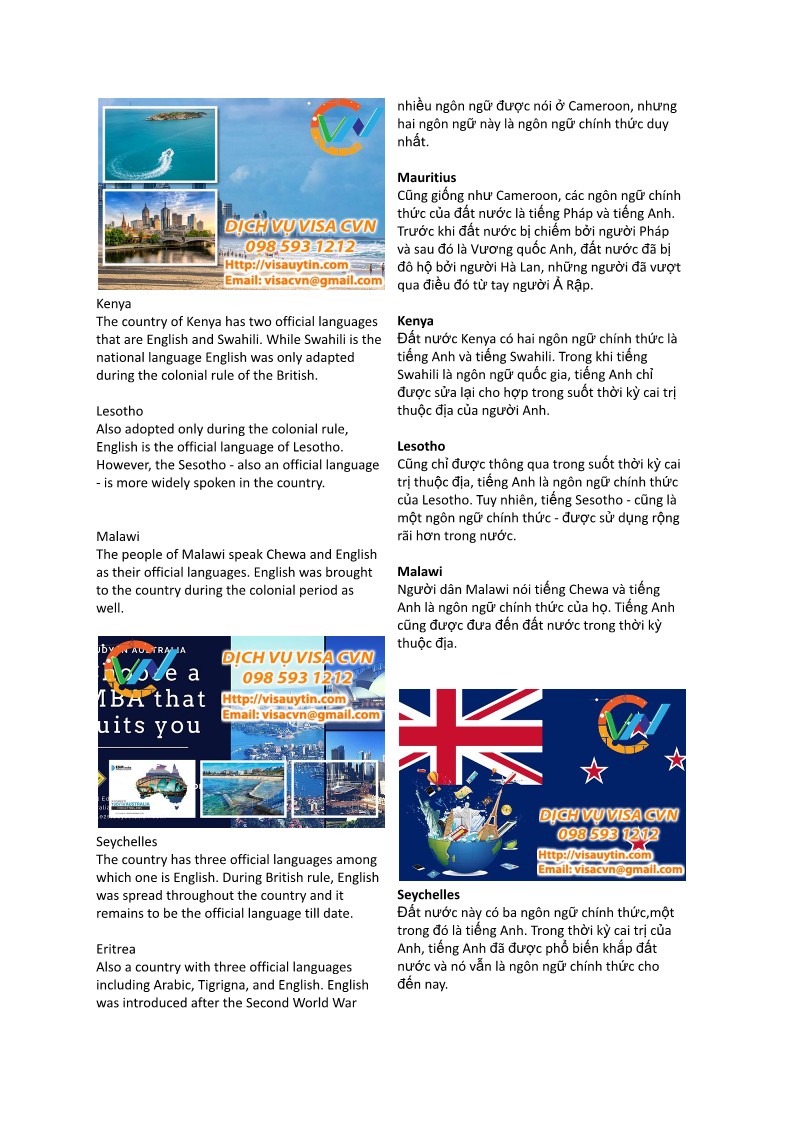 DỊCH VỤ VISA CVN
098 593 1212
Http://visauytin.com
Email: visacvn@gmail.com
Kenya
The country of Kenya has two official languages
that are English and Swahili. While Swahili is the
national language English was only adapted
during the colonial rule of the British.
Lesotho
Also adopted only during the colonial rule,
English is the official language of Lesotho.
However, the Sesotho - also an official language
- is more widely spoken in the country.
Malawi
The people of Malawi speak Chewa and English
as their official languages. English was brought
to the country during the colonial period as
well.
AUSTRALIA
a
MBA that
uits you
DỊCH VỤ VISA CVN
098 593 1212
Http://visauytin.com
Email: visacvn@gmail.com
Seychelles
The country has three official languages among
which one is English. During British rule, English
was spread throughout the country and it
remains to be the official language till date.
Eritrea
Also a country with three official languages
including Arabic, Tigrigna, and English. English
was introduced after the Second World War
nhiều ngôn ngữ được nói ở Cameroon, nhưng
hai ngôn ngữ này là ngôn ngữ chính thức duy
nhất.
Mauritius
Cũng giống như Cameroon, các ngôn ngữ chính
thức của đất nước là tiếng Pháp và tiếng Anh.
Trước khi đất nước bị chiếm bởi người Pháp
và sau đó là Vương quốc Anh, đất nước đã bị
đô hộ bởi người Hà Lan, những người đã vượt
qua điều đó từ tay người Ả Rập.
Kenya
Đất nước Kenya có hai ngôn ngữ chính thức là
tiếng Anh và tiếng Swahili. Trong khi tiếng
Swahili là ngôn ngữ quốc gia, tiếng Anh chỉ
được sửa lại cho hợp trong suốt thời kỳ cai trị
thuộc địa của người Anh.
Lesotho
Cũng chỉ được thông qua trong suốt thời kỳ cai
trị thuộc địa, tiếng Anh là ngôn ngữ chính thức
của Lesotho. Tuy nhiên, tiếng Sesotho - cũng là
một ngôn ngữ chính thức - được sử dụng rộng
rãi hơn trong nước.
Malawi
Người dân Malawi nói tiếng Chewa và tiếng
Anh là ngôn ngữ chính thức của họ. Tiếng Anh
cũng được đưa đến đất nước trong thời kỳ
thuộc địa.
DỊCH VỤ VISA CVN
098 593 1212
Http://visauytin.com
Email: visacvn@gmail.com
Seychelles
Đất nước này có ba ngôn ngữ chính thức,một
trong đó là tiếng Anh. Trong thời kỳ cai trị của
Anh, tiếng Anh đã được phổ biến khắp đất
nước và nó vẫn là ngôn ngữ chính thức cho
đến nay.